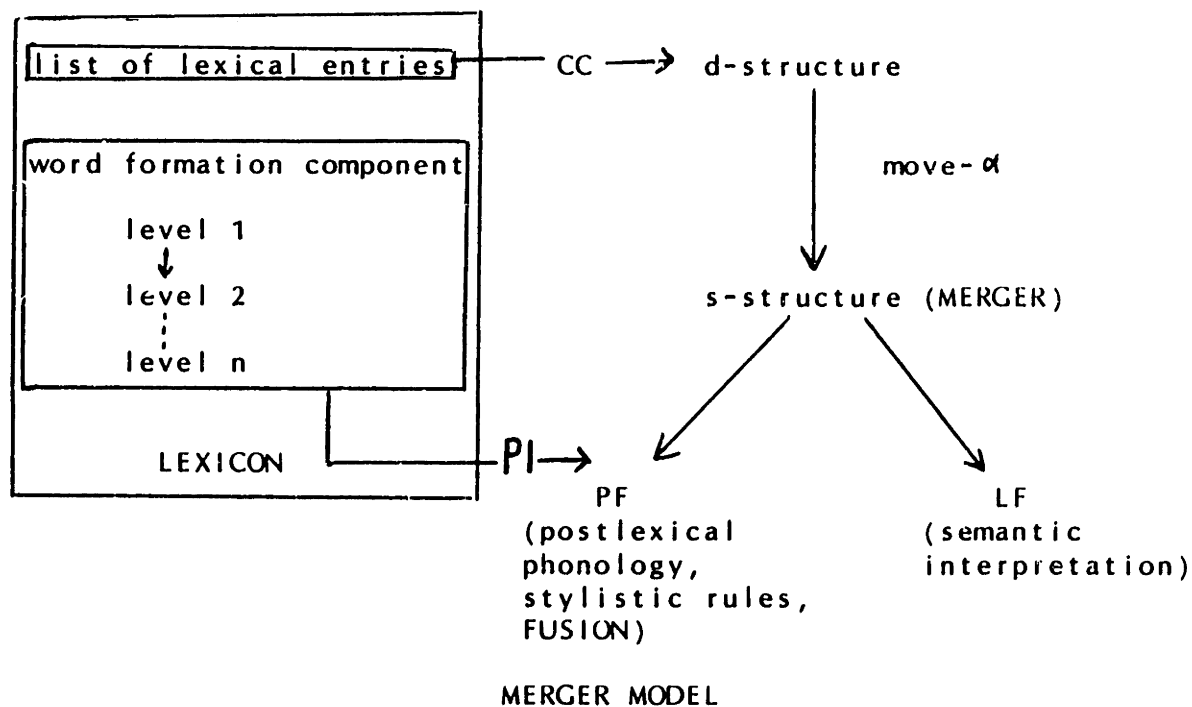 list of lexical entries
CC
d-structure
word formation component
move-α
level 1
level 2
level n
s-structure (MERGER)
LEXICON
PI
PF
(postlexical
phonology,
stylistic rules,
FUSION)
LF
(semantic
interpretation)
MERGER MODEL